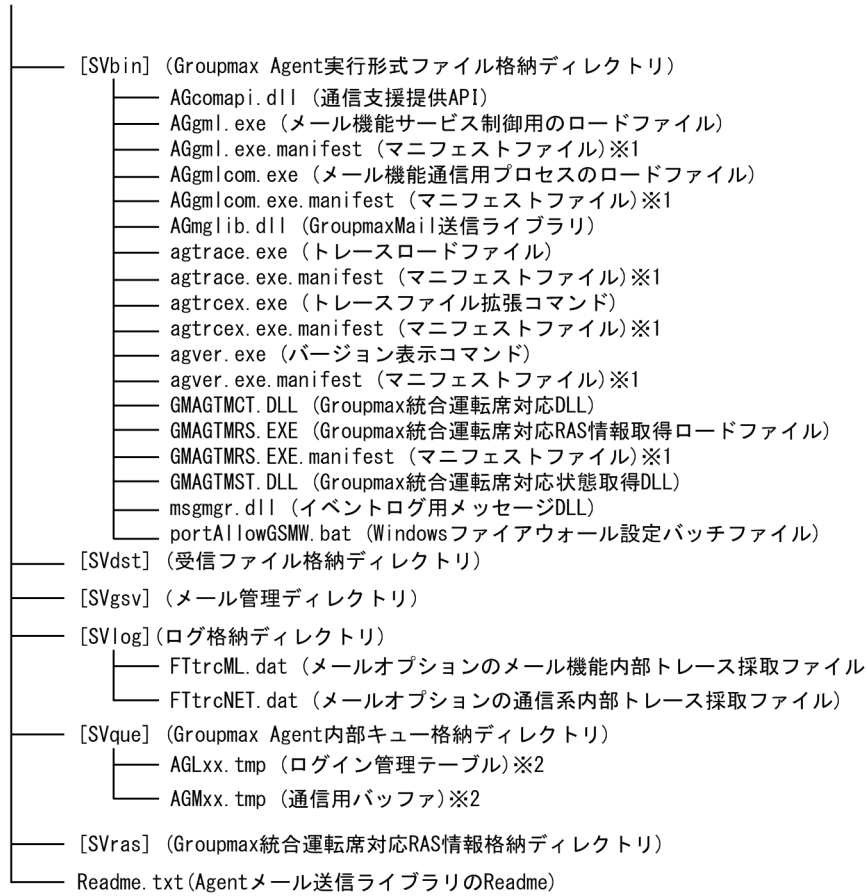 [SVbin] (Groupmax Agent実行形式ファイル格納ディレクトリ)
AGcomapi.dll (通信支援提供API)
AGgml.exe (メール機能サービス制御用のロードファイル)
AGgml.exe.manifest (マニフェストファイル)※1
AGgmlcom.exe (メール機能通信用プロセスのロードファイル)
AGgmlcom.exe.manifest (マニフェストファイル)※1
AGmglib.dll (GroupmaxMail送信ライブラリ)
agtrace.exe (トレースロードファイル)
agtrace.exe.manifest (マニフェストファイル)※1
agtrcex.exe (トレースファイル拡張コマンド)
agtrcex.exe.manifest (マニフェストファイル)※1
agver.exe (バージョン表示コマンド)
agver.exe.manifest (マニフェストファイル)※1
GMAGTMCT.DLL (Groupmax統合運転席対応DLL)
GMAGTMRS.EXE (Groupmax統合運転席対応RAS情報取得ロードファイル)
GMAGTMRS.EXE.manifest (マニフェストファイル)※1
GMAGTMST.DLL (Groupmax統合運転席対応状態取得DLL)
msgmgr.dll (イベントログ用メッセージDLL)
portAllowGSMW.bat (Windowsファイアウォール設定バッチファイル)
[SVdst] (受信ファイル格納ディレクトリ)
[SVgsv] (メール管理ディレクトリ)
[SVlog](ログ格納ディレクトリ)
FTtrcML.dat (メールオプションのメール機能内部トレース採取ファイル
FTtrcNET.dat (メールオプションの通信系内部トレース採取ファイル)
[SVque] (Groupmax Agent内部キュー格納ディレクトリ)
AGLxx.tmp (ログイン管理テーブル)※2
AGMxx.tmp (通信用バッファ)※2
[SVras] (Groupmax統合運転席対応RAS情報格納ディレクトリ)
Readme.txt(Agentメール送信ライブラリのReadme)